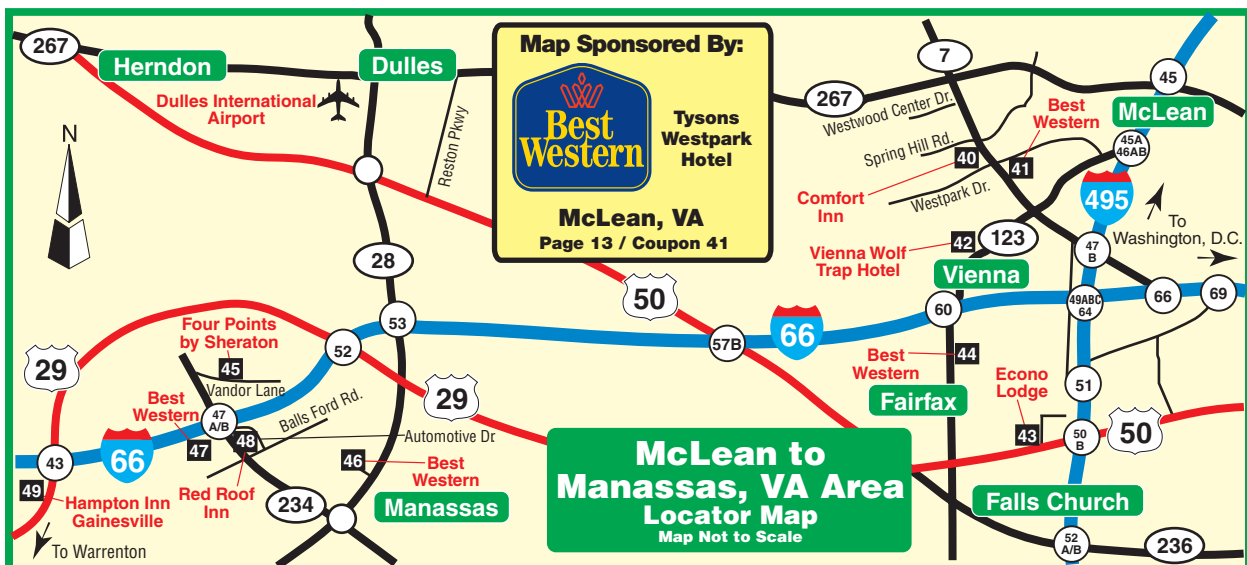 267
Herndon
Dulles
Dulles International
Airport
Reston Pkwy
Map Sponsored By:
Best
Western
Tysons
Westpark
Hotel
McLean, VA
Page 13 / Coupon 41
7
267
45
McLean
Westwood Center Dr.
Best
Western
Spring Hill Rd.
40
41
45A
46AB
Westpark Dr.
Comfort
Inn
495
To
Washington, D.C.
Vienna Wolf
Trap Hotel
42
123
47
B
Vienna
N
28
50
53
52
57B
66
60
49ABC
64
66
69
Four Points
by Sheraton
45
Vandor Lane
29
29
Best
Western
47
A/B
47
48
Balls Ford Rd.
Automotive Dr.
Red Roof
Inn
43
66
49
Hampton Inn
Gainesville
To Warrenton
234
46
Best
Western
Manassas
McLean to
Manassas, VA Area
Locator Map
Map Not to Scale
Best
Western
44
Fairfax
Econo
Lodge
43
51
50
B
50
Falls Church
52
A/B
236